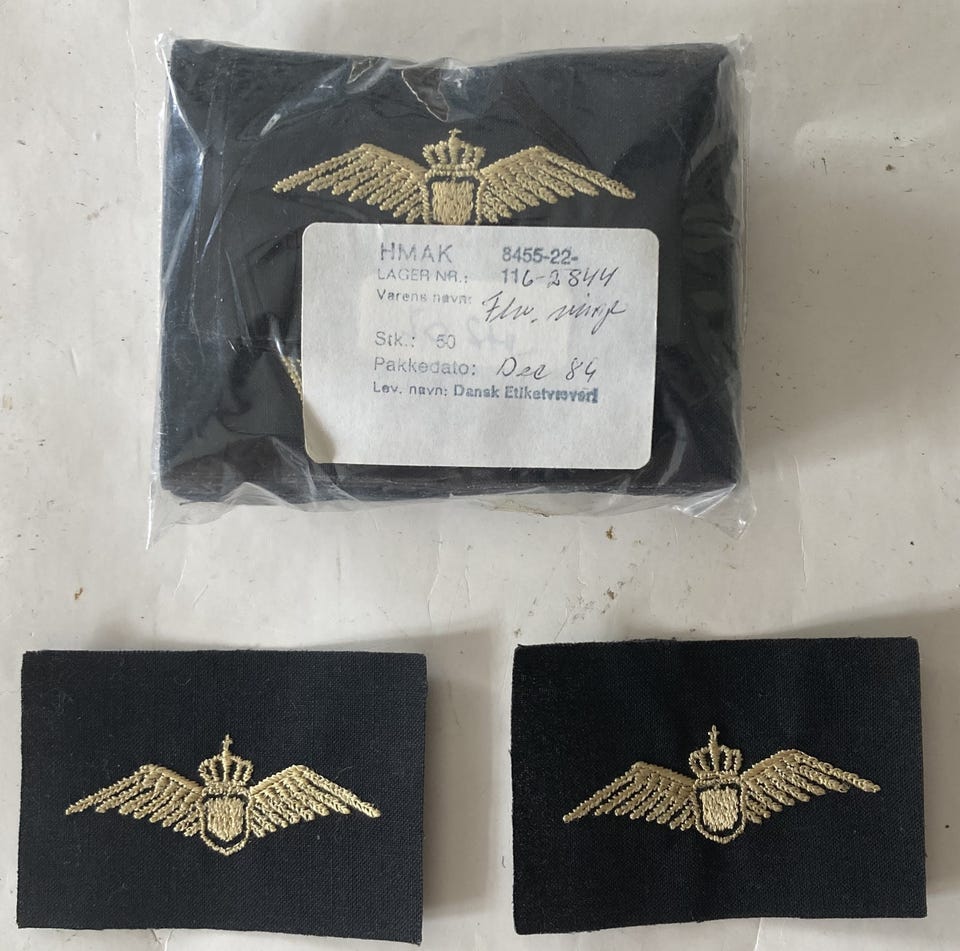 HMAK 8455-22-
LAGER NR.: 116-2844
Varens navn: Flv. vinge
Stk.: 50
Pakkedato: Dec 84
Lev. navn: Dansk Etiketvæveri